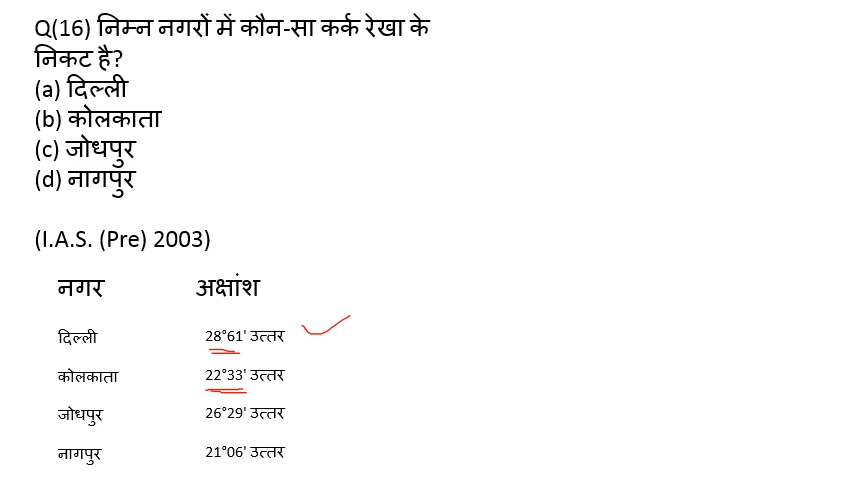 Q(16) निम्न नगरों में कौन-सा कर्क रेखा के
निकट है?
(a) दिल्ली
(b) कोलकाता
(c) जोधपुर
(d) नागपुर
(I.A.S. (Pre) 2003)
नगर अक्षांश
दिल्ली 28°61' उत्तर
कोलकाता 22°33' उत्तर
जोधपुर 26°29' उत्तर
नागपुर 21°06' उत्तर